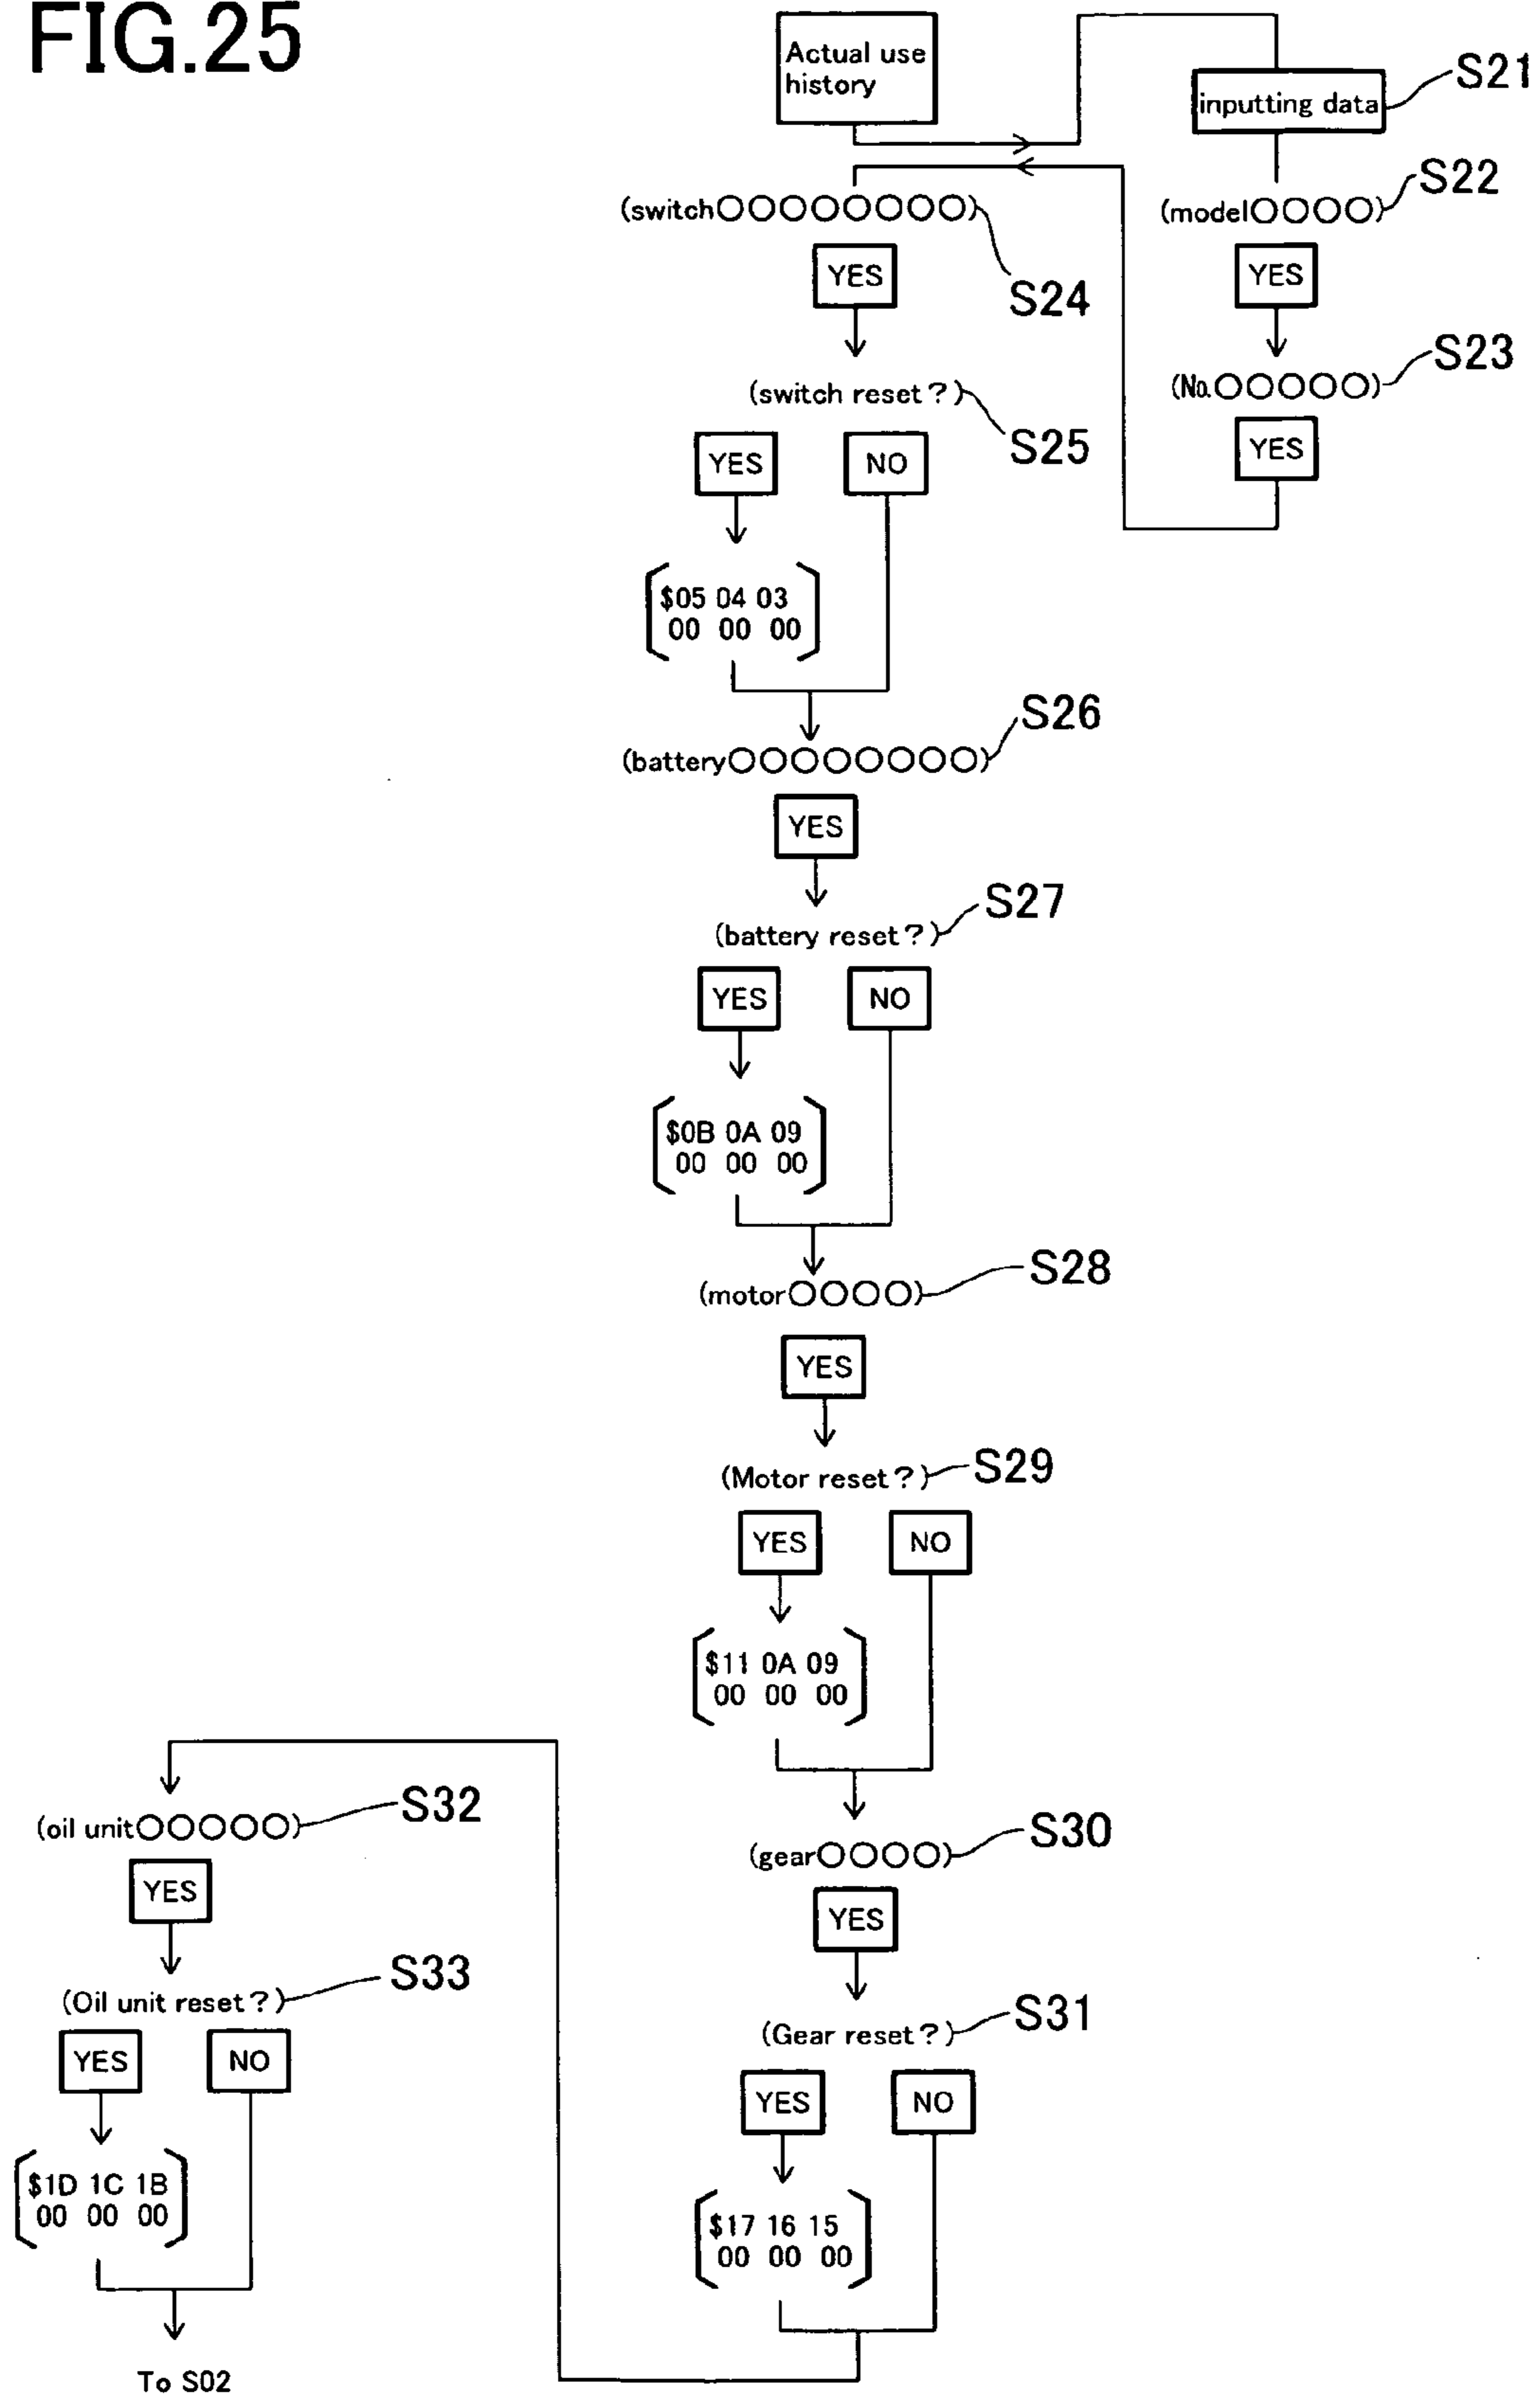 FIG.25
Actual use
history
inputting data
S21
(model○○○○)
S22
YES
(No.○○○○○)
S23
YES
(switch○○○○○○○○)
S24
YES
(switch reset?)
S25
YES
NO
$05 04 03
00 00 00
(battery○○○○○○○○)
S26
YES
(battery reset?)
S27
YES
NO
$0B 0A 09
00 00 00
(motor○○○○)
S28
YES
(Motor reset?)
S29
YES
NO
$11 0A 09
00 00 00
(gear○○○○)
S30
YES
(Gear reset?)
S31
YES
NO
$17 16 15
00 00 00
(oil unit○○○○○)
S32
YES
(Oil unit reset?)
S33
YES
NO
$1D 1C 1B
00 00 00
To S02